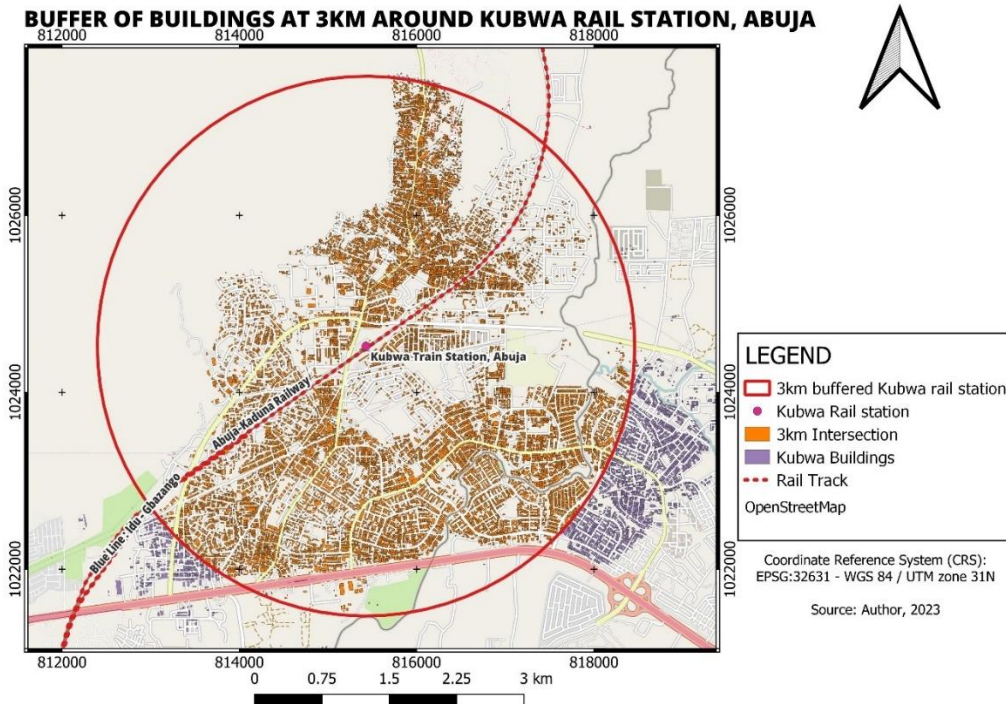 BUFFER OF BUILDINGS AT 3KM AROUND KUBWA RAIL STATION, ABUJA
812000 814000 816000 818000
1026000 1026000
Kubwa Train Station, Abuja
1024000 1024000
Abuja-Kaduna Railway
Blue Line: Idu - Gbazango
1022000 1022000
812000 814000 816000 818000
0 0.75 1.5 2.25 3 km
LEGEND
3km buffered Kubwa rail station
Kubwa Rail station
3km Intersection
Kubwa Buildings
Rail Track
OpenStreetMap
Coordinate Reference System (CRS):
EPSG:32631 - WGS 84 / UTM zone 31N
Source: Author, 2023